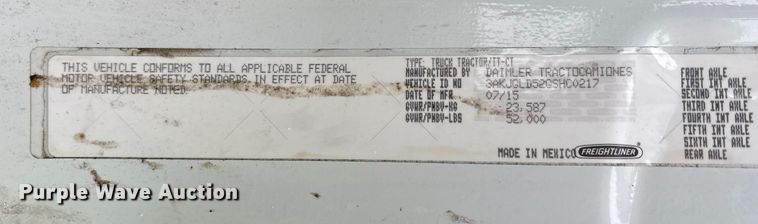 THIS VEHICLE CONFORMS TO ALL APPLICABLE FEDERAL
MOTOR VEHICLE SAFETY STANDARDS IN EFFECT AT DATE
OF MANUFACTURE NOTED.
TYPE: TRUCK TRACTOR/TT-CT
MANUFACTURED BY DAIMLER TRACTOCAMIONES
VEHICLE ID NO 3AKJGLD52GSHC0217
DATE OF MFR 07/15
GVWR/PNBV-KG 23,587
GVWR/PNBV-LBS 52,000
MADE IN MEXICO FREIGHTLINER
FRONT AXLE
FIRST INT AXLE
SECOND INT AXLE
THIRD INT AXLE
FOURTH INT AXLE
FIFTH INT AXLE
SIXTH INT AXLE
REAR AXLE
Purple Wave Auction